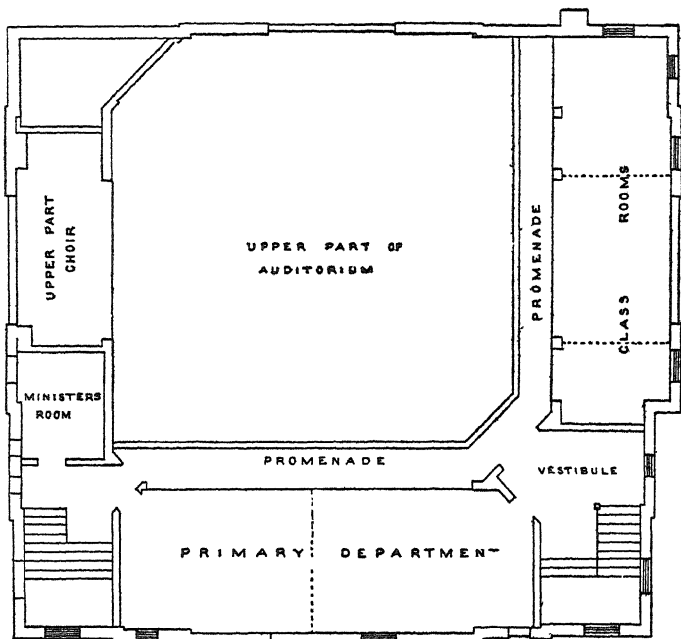 UPPER PART OF
AUDITORIUM
UPPER PART
CHOIR
PROMENADE
CLASS ROOMS
MINISTERS
ROOM
PROMENADE
VESTIBULE
PRIMARY DEPARTMENT